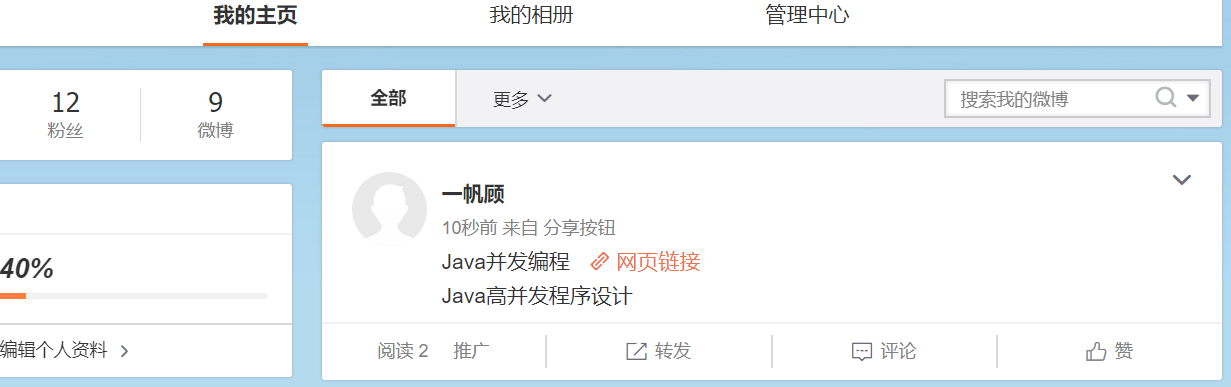 我的主页 我的相册 管理中心
12 9
粉丝 微博
40%
编辑个人资料
全部 更多 搜索我的微博
一帆顾
10秒前 来自 分享按钮
Java并发编程 网页链接
Java高并发程序设计
阅读 2 推广 转发 评论 赞